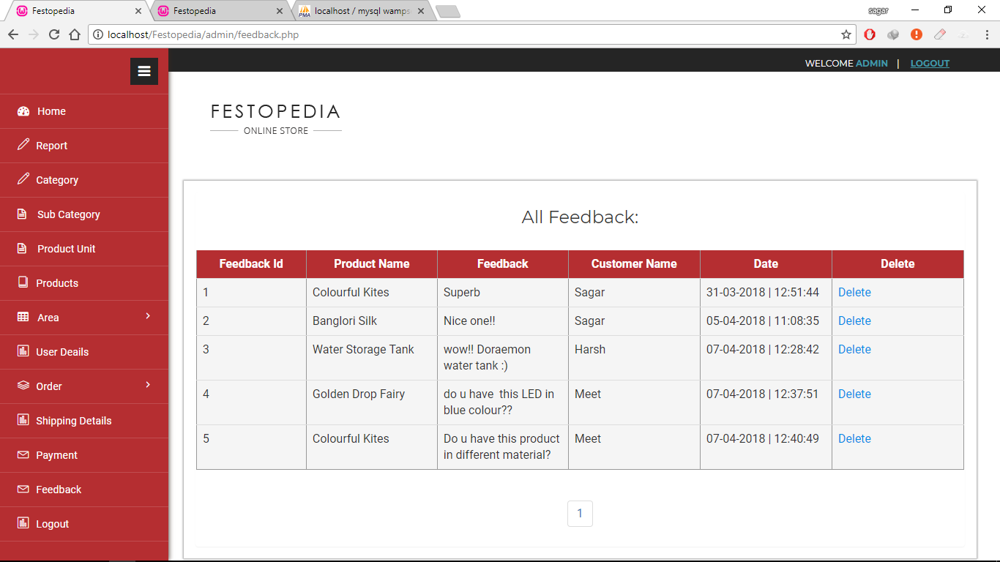 Festopedia
Festopedia
localhost / mysql wamps
sagar
localhost/Festopedia/admin/feedback.php
WELCOME ADMIN | LOGOUT
Home
Report
Category
Sub Category
Product Unit
Products
Area
User Deails
Order
Shipping Details
Payment
Feedback
Logout
FESTOPEDIA
ONLINE STORE
All Feedback:
Feedback Id Product Name Feedback Customer Name Date Delete
1 Colourful Kites Superb Sagar 31-03-2018 | 12:51:44 Delete
2 Banglori Silk Nice one!! Sagar 05-04-2018 | 11:08:35 Delete
3 Water Storage Tank wow!! Doraemon Harsh 07-04-2018 | 12:28:42 Delete
water tank :)
4 Golden Drop Fairy do u have this LED in Meet 07-04-2018 | 12:37:51 Delete
blue colour??
5 Colourful Kites Do u have this product Meet 07-04-2018 | 12:40:49 Delete
in different material?
1